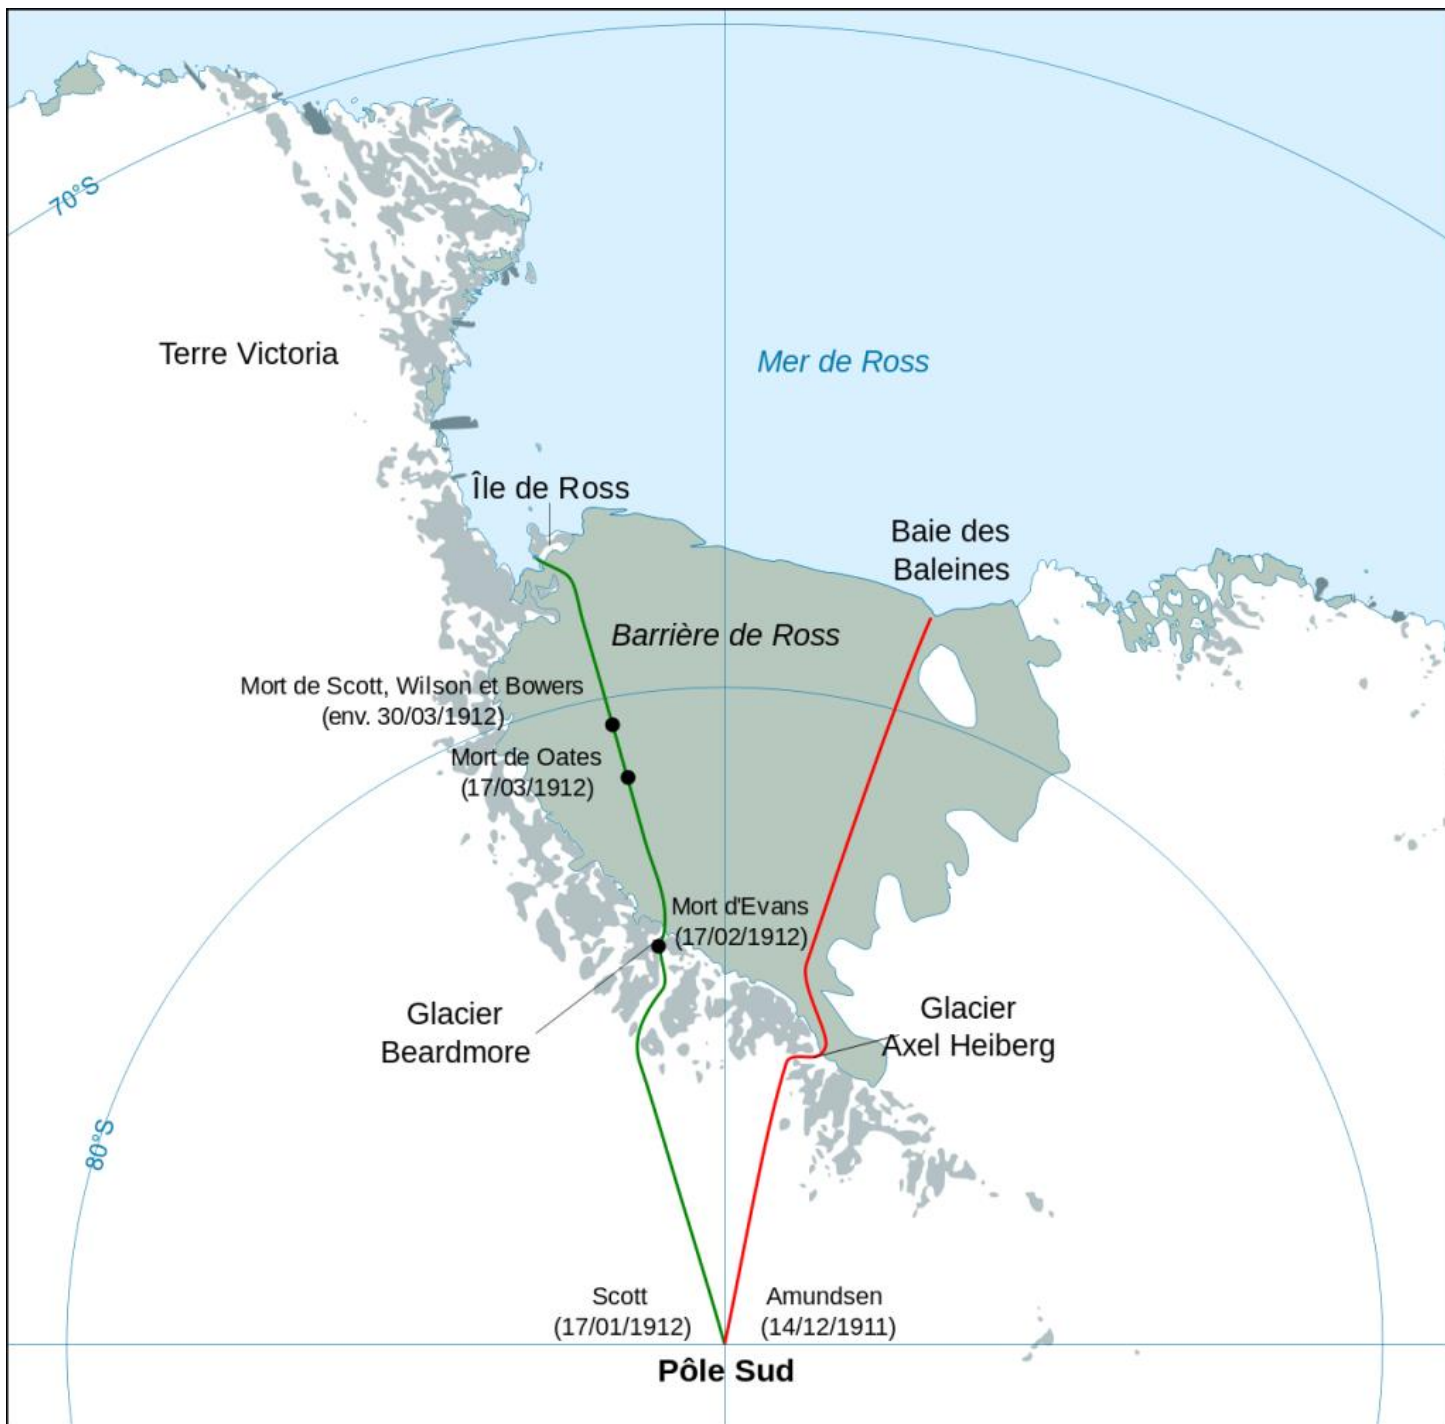 70°S
Terre Victoria
Mer de Ross
Île de Ross
Baie des
Baleines
Barrière de Ross
Mort de Scott, Wilson et Bowers
(env. 30/03/1912)
Mort de Oates
(17/03/1912)
Mort d'Evans
(17/02/1912)
Glacier
Beardmore
Glacier
Axel Heiberg
80°S
Scott
(17/01/1912)
Amundsen
(14/12/1911)
Pôle Sud